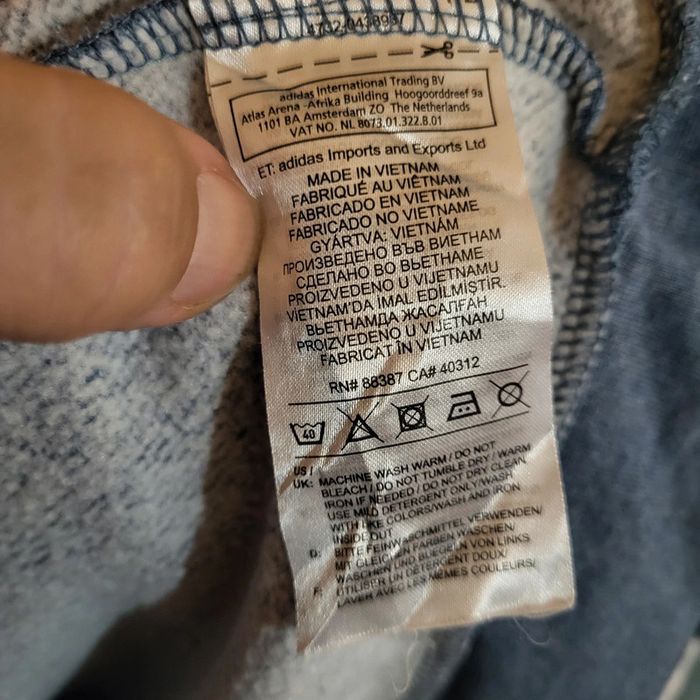 4732-0438937
adidas International Trading BV
Atlas Arena -Afrika Building Hoogoorddreef 9a
1101 BA Amsterdam ZO The Netherlands
VAT NO. NL 8073.01.322.B.01
ET: adidas Imports and Exports Ltd
MADE IN VIETNAM
FABRIQUÉ AU VIÊTNAM
FABRICADO EN VIETNAM
FABRICADO NO VIETNAME
GYÁRTVA: VIETNÁM
ПРОИЗВЕДЕНО ВЪВ ВИЕТНАМ
СДЕЛАНО ВО ВЬЕТНАМЕ
PROIZVEDENO U VIJETNAMU
VIETNAM'DA IMAL EDİLMİŞTİR.
ВЬЕТНАМДА ЖАСАЛҒАН
PROIZVEDENO U VIJETNAMU
FABRICAT ÎN VIETNAM
RN# 88387 CA# 40312
40
US /
UK: MACHINE WASH WARM / DO NOT
BLEACH / DO NOT TUMBLE DRY / WARM
IRON IF NEEDED / DO NOT DRY CLEAN
USE MILD DETERGENT ONLY/WASH
WITH LIKE COLORS/WASH AND IRON
INSIDE OUT
D: BITTE FEINWASCHMITTEL VERWENDEN/
MIT GLEICHEN FARBEN WASCHEN/
WASCHEN UND BUEGELN VON LINKS
F: UTILISER UN DETERGENT DOUX/
LAVER AVEC LES MEMES COULEURS/